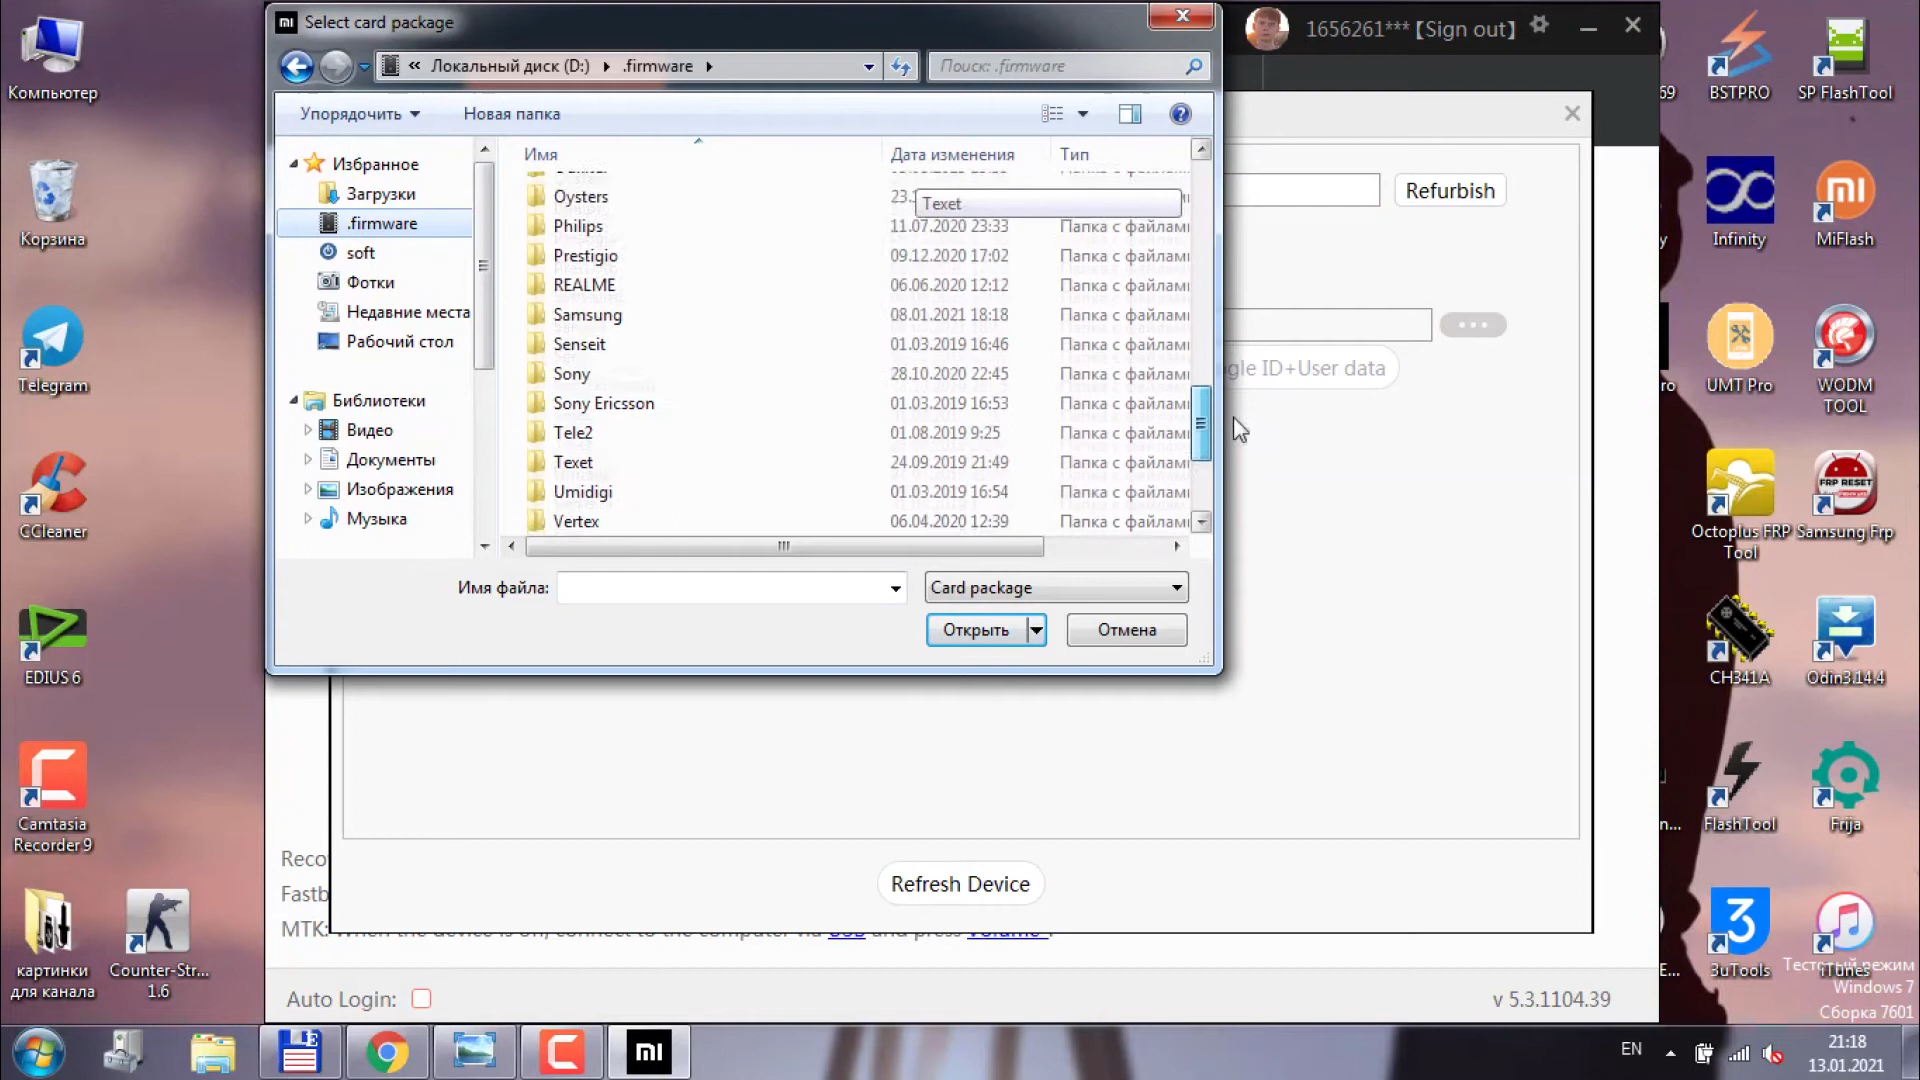 Select card package
1656261*** 【Sign out】
Локальный диск (D:)
.firmware
Поиск: .firmware
Упорядочить
Новая папка
Refurbish
gle ID+User data
Избранное
Загрузки
.firmware
soft
Фотки
Недавние места
Рабочий стол
Библиотеки
Видео
Документы
Изображения
Музыка
Имя
Дата изменения
Тип
Oysters
23.
Texet
Philips
11.07.2020 23:33
Папка с файлами
Prestigio
09.12.2020 17:02
Папка с файлами
REALME
06.06.2020 12:12
Папка с файлами
Samsung
08.01.2021 18:18
Папка с файлами
Senseit
01.03.2019 16:46
Папка с файлами
Sony
28.10.2020 22:45
Папка с файлами
Sony Ericsson
01.03.2019 16:53
Папка с файлами
Tele2
01.08.2019 9:25
Папка с файлами
Texet
24.09.2019 21:49
Папка с файлами
Umidigi
01.03.2019 16:54
Папка с файлами
Vertex
06.04.2020 12:39
Папка с файлами
Имя файла:
Card package
Открыть
Отмена
Refresh Device
Reco
Fastb
MTK:
Auto Login:
v 5.3.1104.39
Компьютер
Корзина
Telegram
CCleaner
EDIUS 6
Camtasia
Recorder 9
картинки
для канала
Counter-Str...
1.6
69
BSTPRO
SP FlashTool
Infinity
MiFlash
UMT Pro
WODM
TOOL
FRP RESET
Octoplus FRP
Tool
Samsung Frp
CH341A
Odin3.14.4
n...
FlashTool
Frija
E...
3uTools
iTunes
Тестовый режим
Windows 7
Сборка 7601
EN
21:18
13.01.2021